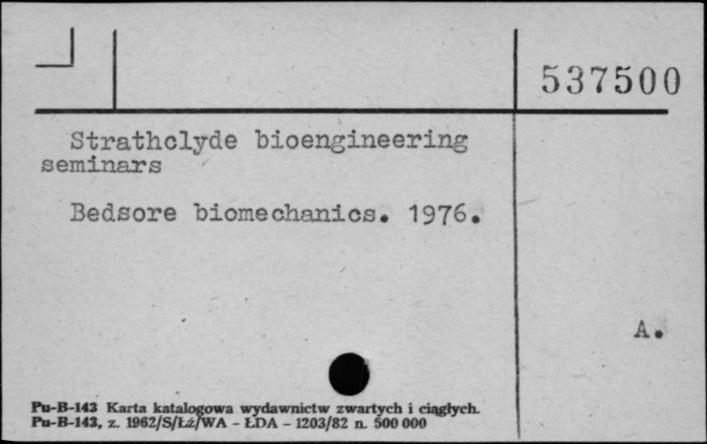 537500
Strathclyde bioengineering
seminars
Bedsore biomechanics. 1976.
A.
Pu-B-143 Karta katalogowa wydawnictw zwartych i ciągłych.
Pu-B-143, z. 1962/S/Łź/WA - ŁDA - 1203/82 n. 500 000